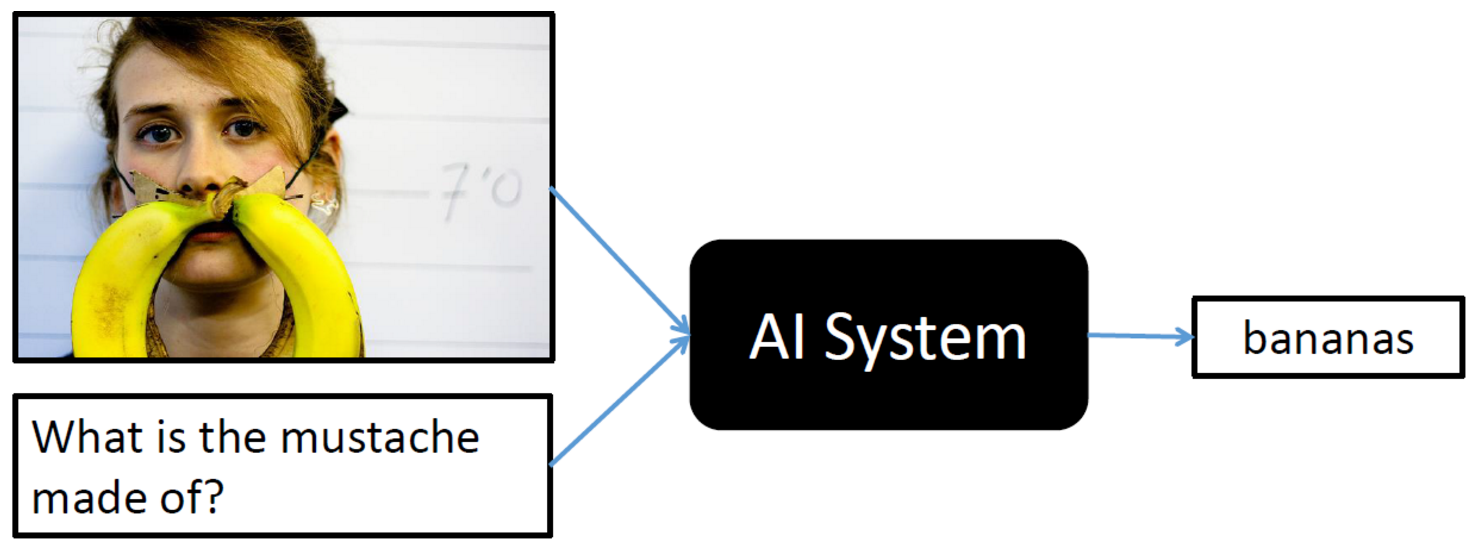 7'0
What is the mustache
made of?
AI System
bananas